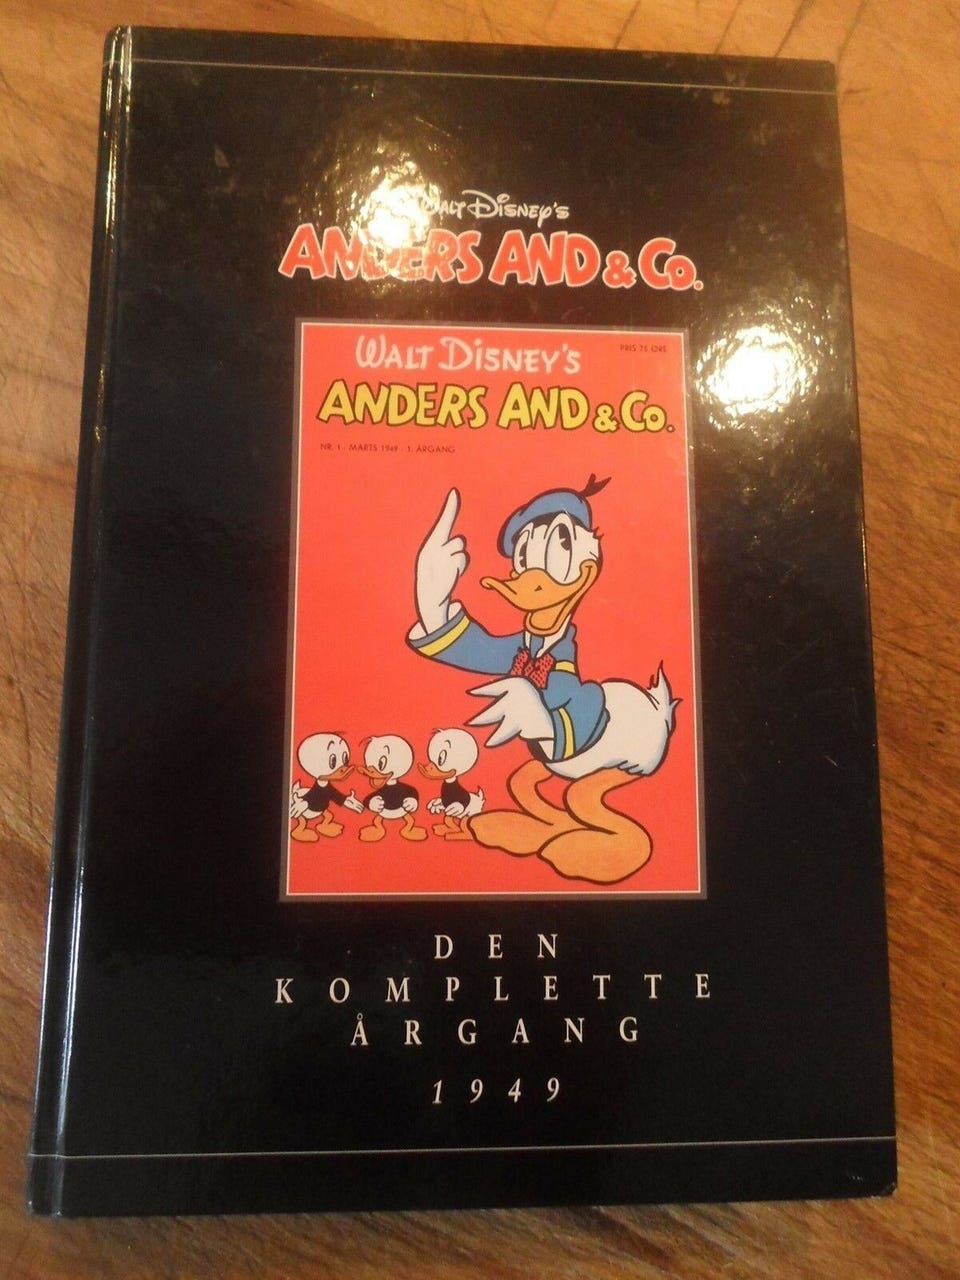 Walt Disney's
ANDERS AND & Co.
WALT DISNEY'S
PRIS 75 ØRE
ANDERS AND & Co.
NR. 1 - MARTS 1949 - 1. ÅRGANG
DEN
KOMPLETTE
ÅRGANG
1949